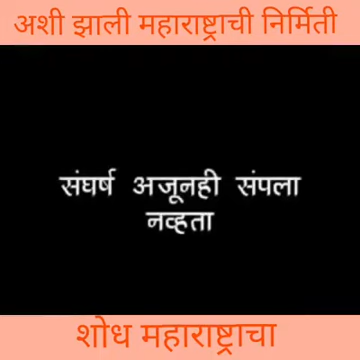 अशी झाली महाराष्ट्राची निर्मिती
संघर्ष अजूनही संपला
नव्हता
शोध महाराष्ट्राचा